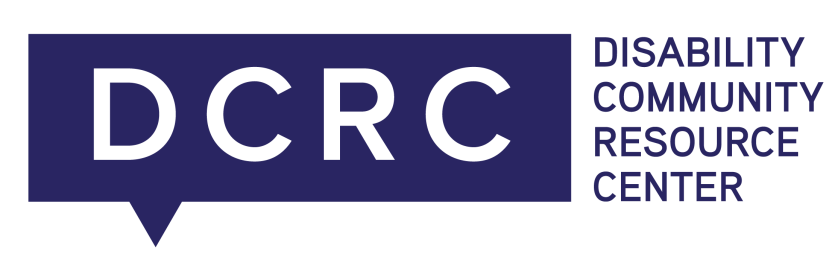 DCRC
DISABILITY
COMMUNITY
RESOURCE
CENTER